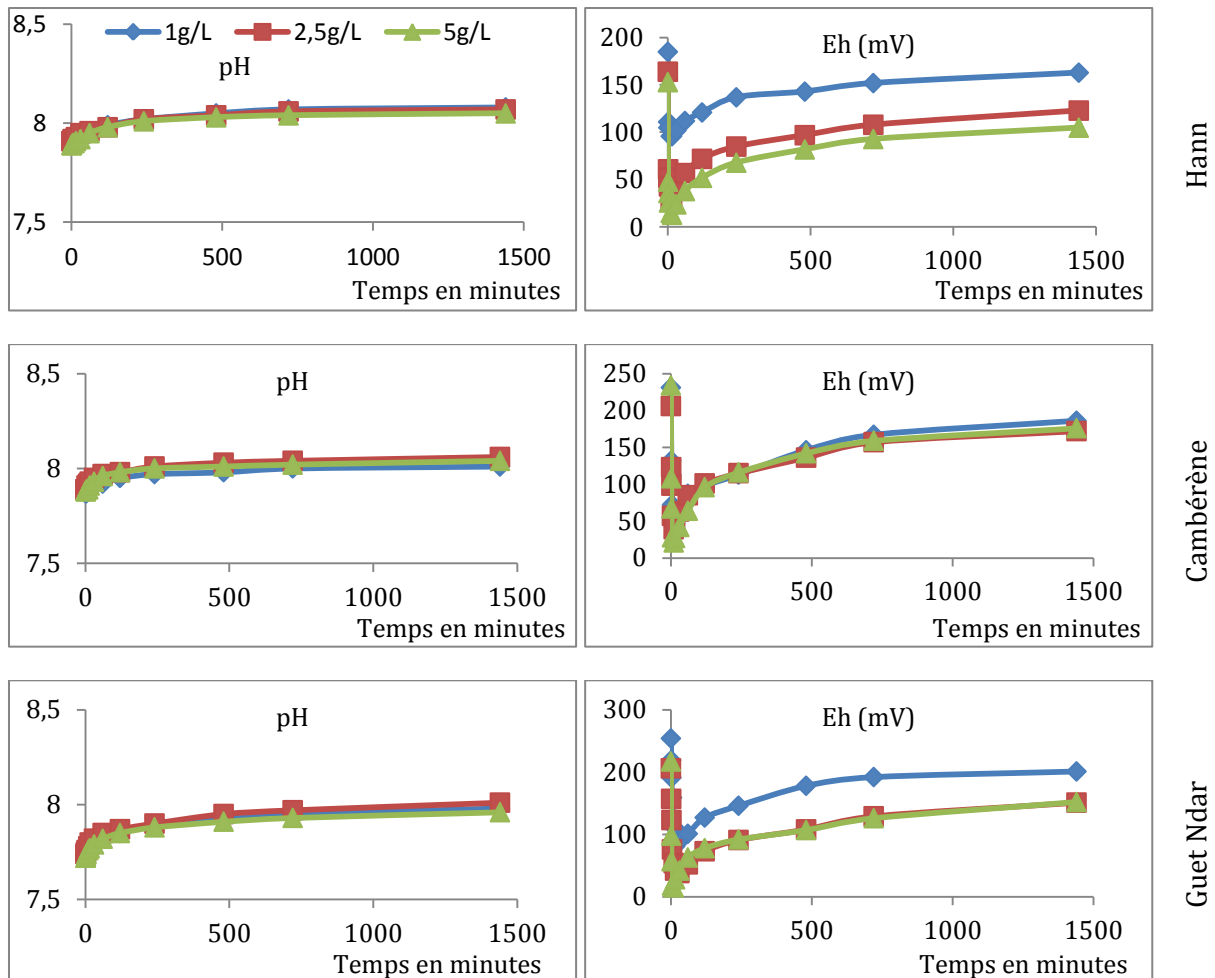 8,5
1g/L 2,5g/L 5g/L
pH
8
7,5
0 500 1000 1500
Temps en minutes
Eh (mV)
200
150
100
50
0
0 500 1000 1500
Temps en minutes
Hann
8,5
pH
8
7,5
0 500 1000 1500
Temps en minutes
Eh (mV)
250
200
150
100
50
0
0 500 1000 1500
Temps en minutes
Cambérène
8,5
pH
8
7,5
0 500 1000 1500
Temps en minutes
Eh (mV)
300
200
100
0
0 500 1000 1500
Temps en minutes
Guet Ndar